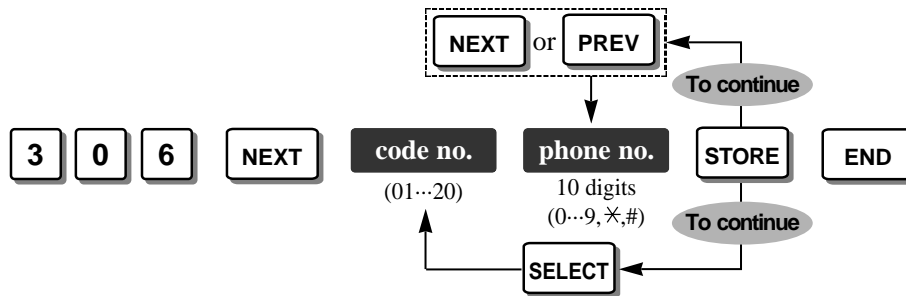 NEXT or PREV
To continue
3 0 6 NEXT code no. phone no. STORE END
(01···20) 10 digits
(0···9,✳,#)
To continue
SELECT